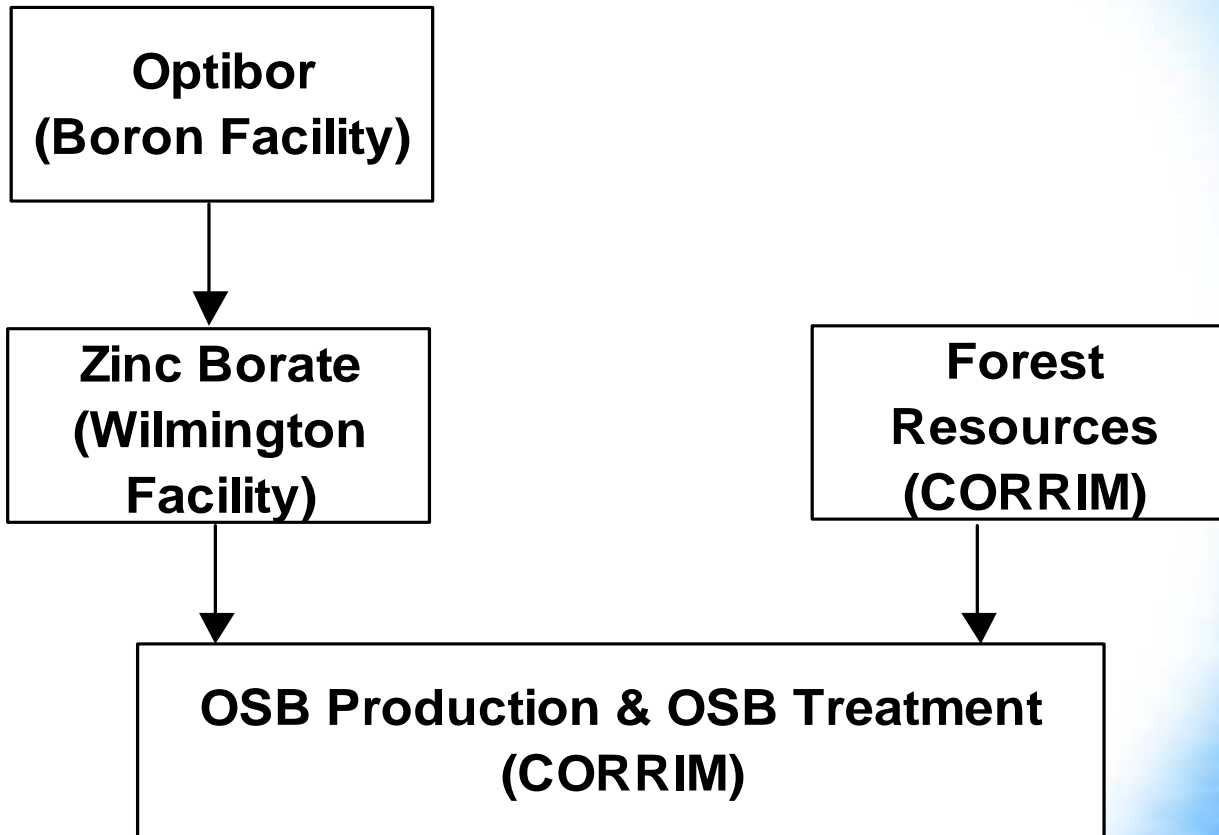 Optibor
(Boron Facility)
Zinc Borate
(Wilmington
Facility)
Forest
Resources
(CORRIM)
OSB Production & OSB Treatment
(CORRIM)